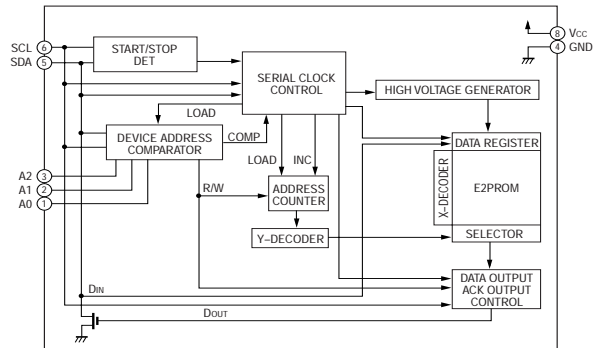 8 VCC
SCL 6
START/STOP
DET
4 GND
SDA 5
SERIAL CLOCK
CONTROL
HIGH VOLTAGE GENERATOR
LOAD
DEVICE ADDRESS
COMPARATOR
COMP
DATA REGISTER
LOAD INC
X–DECODER
E2PROM
A2 3
A1 2
A0 1
R/W
ADDRESS
COUNTER
Y–DECODER
SELECTOR
DATA OUTPUT
ACK OUTPUT
CONTROL
DIN
DOUT